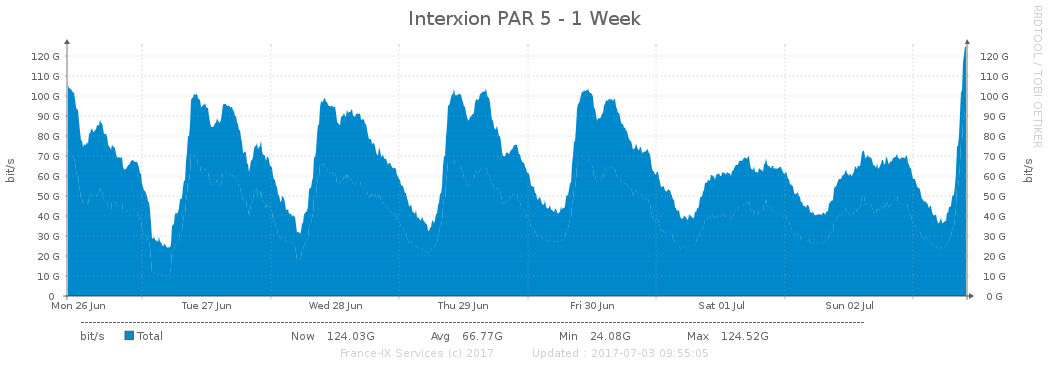 Interxion PAR 5 - 1 Week
RRDTOOL / TOBI OETIKER
bit/s
120 G 120 G
110 G 110 G
100 G 100 G
90 G 90 G
80 G 80 G
70 G 70 G
60 G 60 G
50 G 50 G
40 G 40 G
30 G 30 G
20 G 20 G
10 G 10 G
0 0 G
bit/s
Mon 26 Jun Tue 27 Jun Wed 28 Jun Thu 29 Jun Fri 30 Jun Sat 01 Jul Sun 02 Jul
bit/s Total Now 124.03G Avg 66.77G Min 24.08G Max 124.52G
France-IX Services (c) 2017 Updated : 2017-07-03 09:55:05